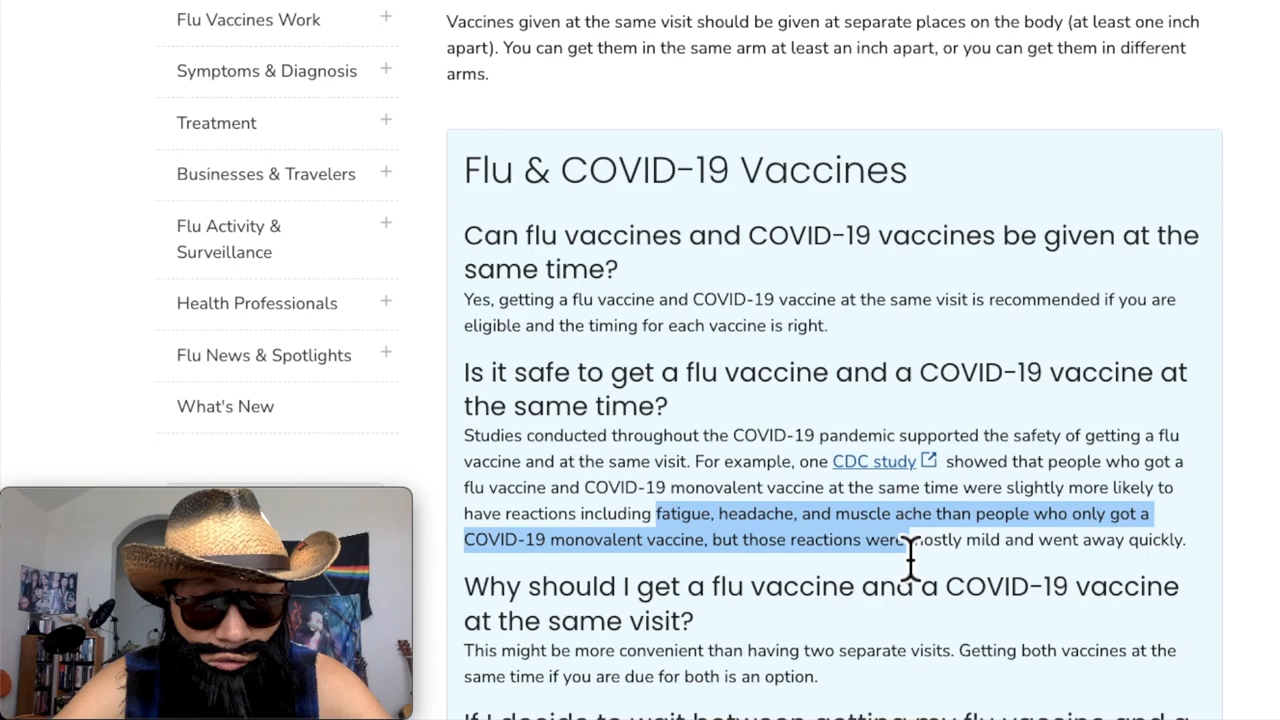 Flu Vaccines Work
Symptoms & Diagnosis
Treatment
Businesses & Travelers
Flu Activity &
Surveillance
Health Professionals
Flu News & Spotlights
What's New
Vaccines given at the same visit should be given at separate places on the body (at least one inch
apart). You can get them in the same arm at least an inch apart, or you can get them in different
arms.
Flu & COVID-19 Vaccines
Can flu vaccines and COVID-19 vaccines be given at the
same time?
Yes, getting a flu vaccine and COVID-19 vaccine at the same visit is recommended if you are
eligible and the timing for each vaccine is right.
Is it safe to get a flu vaccine and a COVID-19 vaccine at
the same time?
Studies conducted throughout the COVID-19 pandemic supported the safety of getting a flu
vaccine and at the same visit. For example, one CDC study showed that people who got a
flu vaccine and COVID-19 monovalent vaccine at the same time were slightly more likely to
have reactions including fatigue, headache, and muscle ache than people who only got a
COVID-19 monovalent vaccine, but those reactions were mostly mild and went away quickly.
Why should I get a flu vaccine and a COVID-19 vaccine
at the same visit?
This might be more convenient than having two separate visits. Getting both vaccines at the
same time if you are due for both is an option.
If I decide to wait between getting my flu vaccine and a